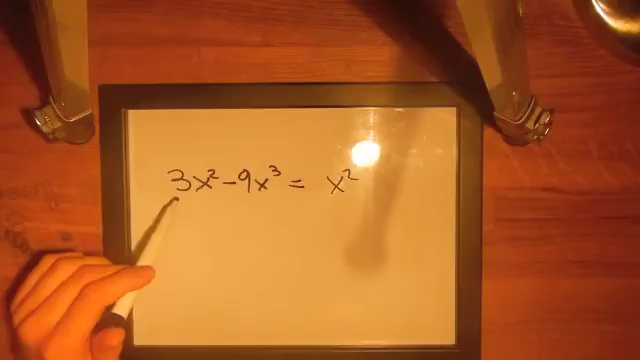 3x² - 9x³ = x²